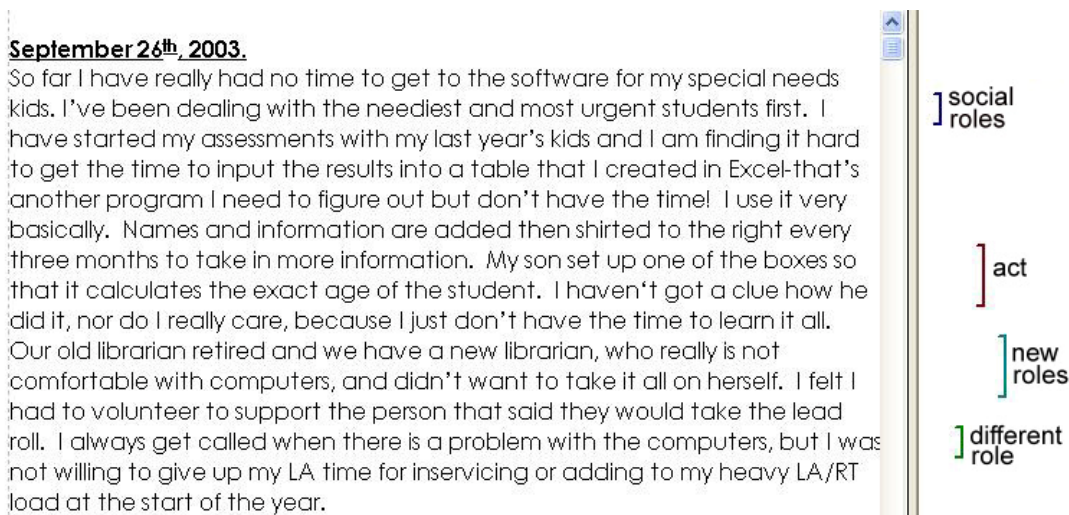 September 26th, 2003.
So far I have really had no time to get to the software for my special needs
kids. I've been dealing with the neediest and most urgent students first.  I
have started my assessments with my last year's kids and I am finding it hard
to get the time to input the results into a table that I created in Excel-that's
another program I need to figure out but don't have the time!  I use it very
basically.  Names and information are added then shirted to the right every
three months to take in more information.  My son set up one of the boxes so
that it calculates the exact age of the student.  I haven't got a clue how he
did it, nor do I really care, because I just don't have the time to learn it all.
Our old librarian retired and we have a new librarian, who really is not
comfortable with computers, and didn't want to take it all on herself.  I felt I
had to volunteer to support the person that said they would take the lead
roll.  I always get called when there is a problem with the computers, but I was
not willing to give up my LA time for inservicing or adding to my heavy LA/RT
load at the start of the year.
social
roles
act
new
roles
different
role